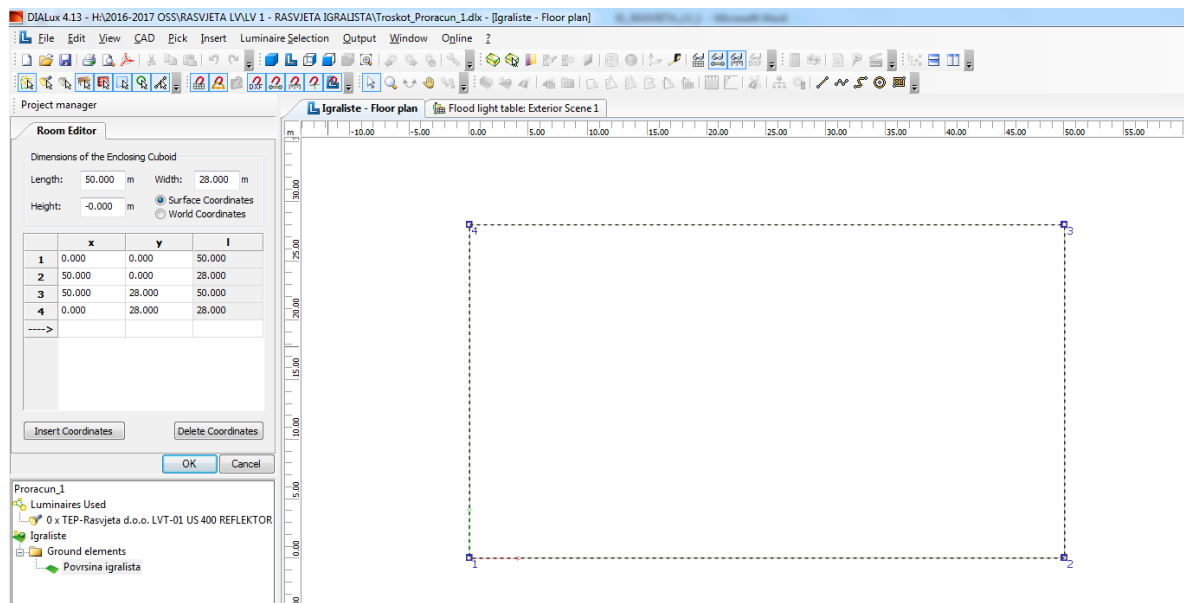 DIALux 4.13 - H:\2016-2017 OSS\RASVJETA LV\LV 1 - RASVJETA IGRALISTA\Troskot_Proracun_1.dlx - [Igraliste - Floor plan]
File Edit View CAD Pick Insert Luminaire Selection Output Window Online ?
Project manager
Igraliste - Floor plan Flood light table: Exterior Scene 1
Room Editor
m -10.00 -5.00 0.00 5.00 10.00 15.00 20.00 25.00 30.00 35.00 40.00 45.00 50.00 55.00
Dimensions of the Enclosing Cuboid
Length: 50.000 m Width: 28.000 m
Height: -0.000 m Surface Coordinates
World Coordinates
x y l
1 0.000 0.000 50.000
2 50.000 0.000 28.000
3 50.000 28.000 50.000
4 0.000 28.000 28.000
---->
Insert Coordinates Delete Coordinates
OK Cancel
Proracun_1
Luminaires Used
0 x TEP-Rasvjeta d.o.o. LVT-01 US 400 REFLEKTOR
Igraliste
Ground elements
Povrsina igralista
30.00
25.00
20.00
15.00
10.00
5.00
0.00
4 3
1 2